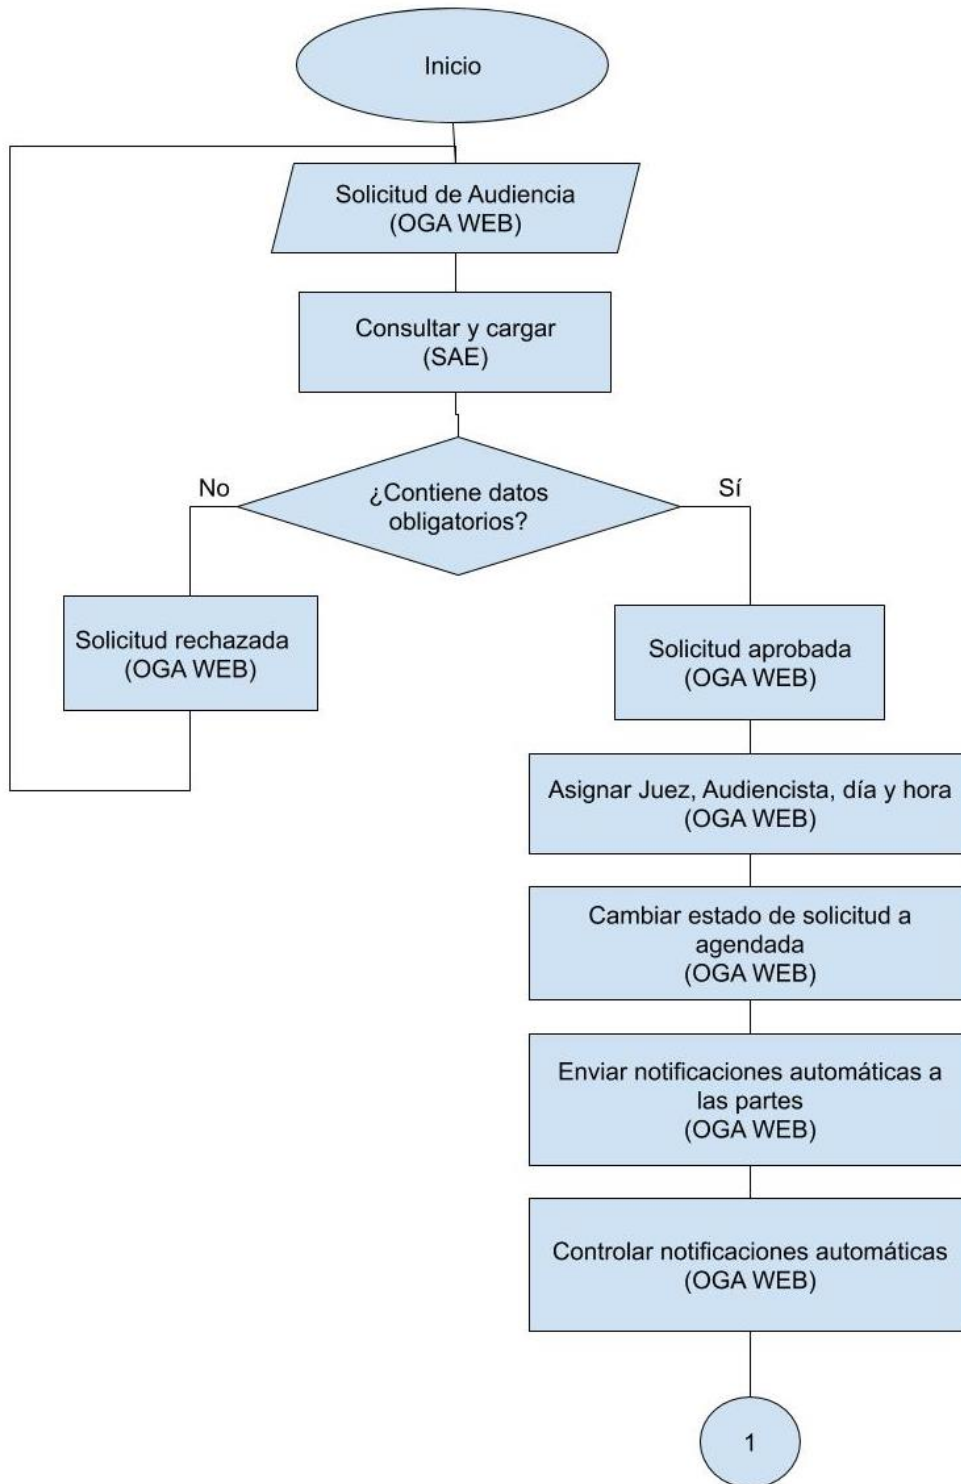 Inicio
Solicitud de Audiencia
(OGA WEB)
Consultar y cargar
(SAE)
¿Contiene datos
obligatorios?
No
Sí
Solicitud rechazada
(OGA WEB)
Solicitud aprobada
(OGA WEB)
Asignar Juez, Audiencista, día y hora
(OGA WEB)
Cambiar estado de solicitud a
agendada
(OGA WEB)
Enviar notificaciones automáticas a
las partes
(OGA WEB)
Controlar notificaciones automáticas
(OGA WEB)
1